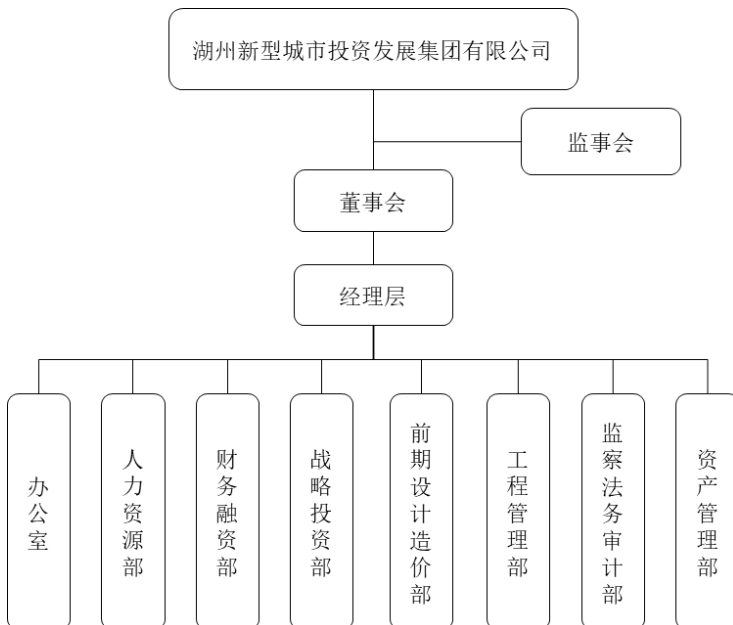 湖州新型城市投资发展集团有限公司
监事会
董事会
经理层
办公室
人力资源部
财务融资部
战略投资部
前期设计造价部
工程管理部
监察法务审计部
资产管理部